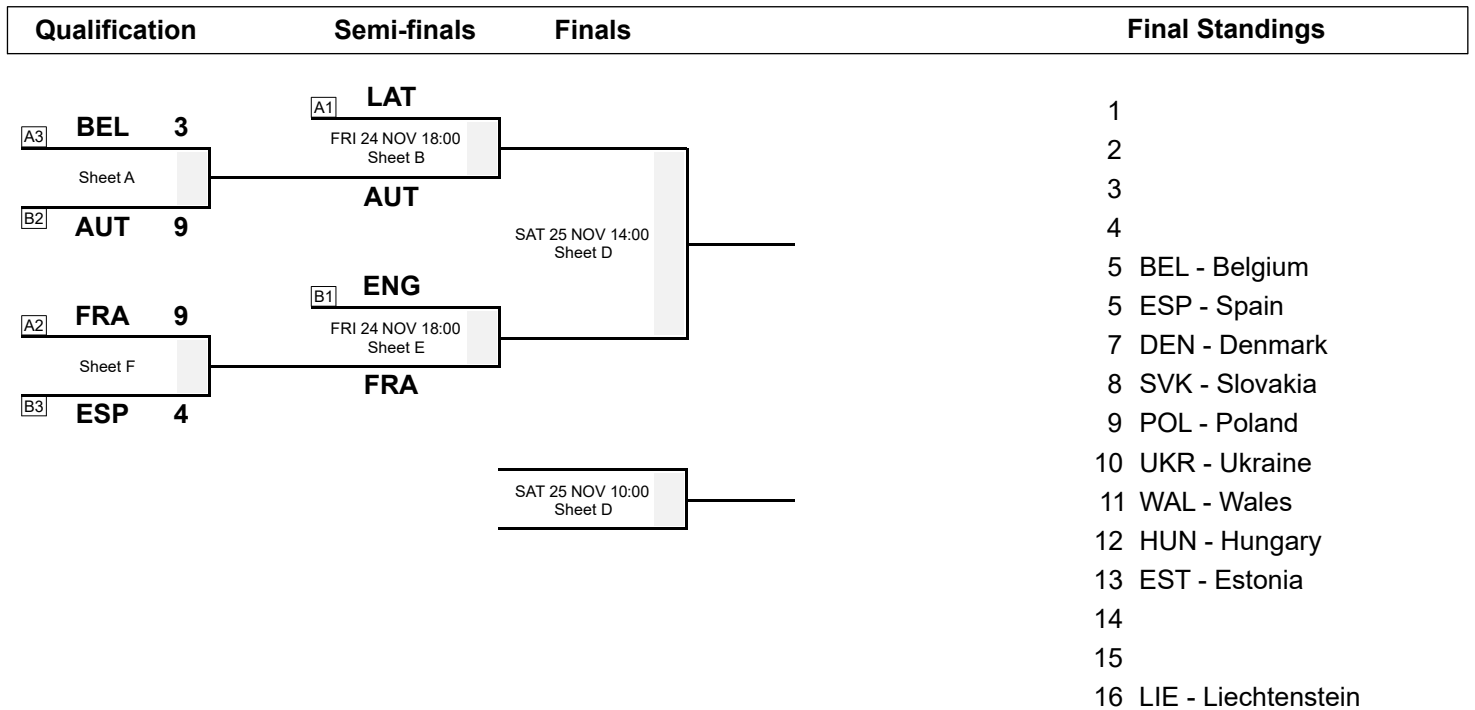 Qualification Semi-finals Finals Final Standings
A1 LAT
A3 BEL 3
FRI 24 NOV 18:00
Sheet B
Sheet A
AUT
B2 AUT 9
SAT 25 NOV 14:00
Sheet D
B1 ENG
A2 FRA 9
FRI 24 NOV 18:00
Sheet E
Sheet F
FRA
B3 ESP 4
SAT 25 NOV 10:00
Sheet D
1
2
3
4
5 BEL - Belgium
5 ESP - Spain
7 DEN - Denmark
8 SVK - Slovakia
9 POL - Poland
10 UKR - Ukraine
11 WAL - Wales
12 HUN - Hungary
13 EST - Estonia
14
15
16 LIE - Liechtenstein